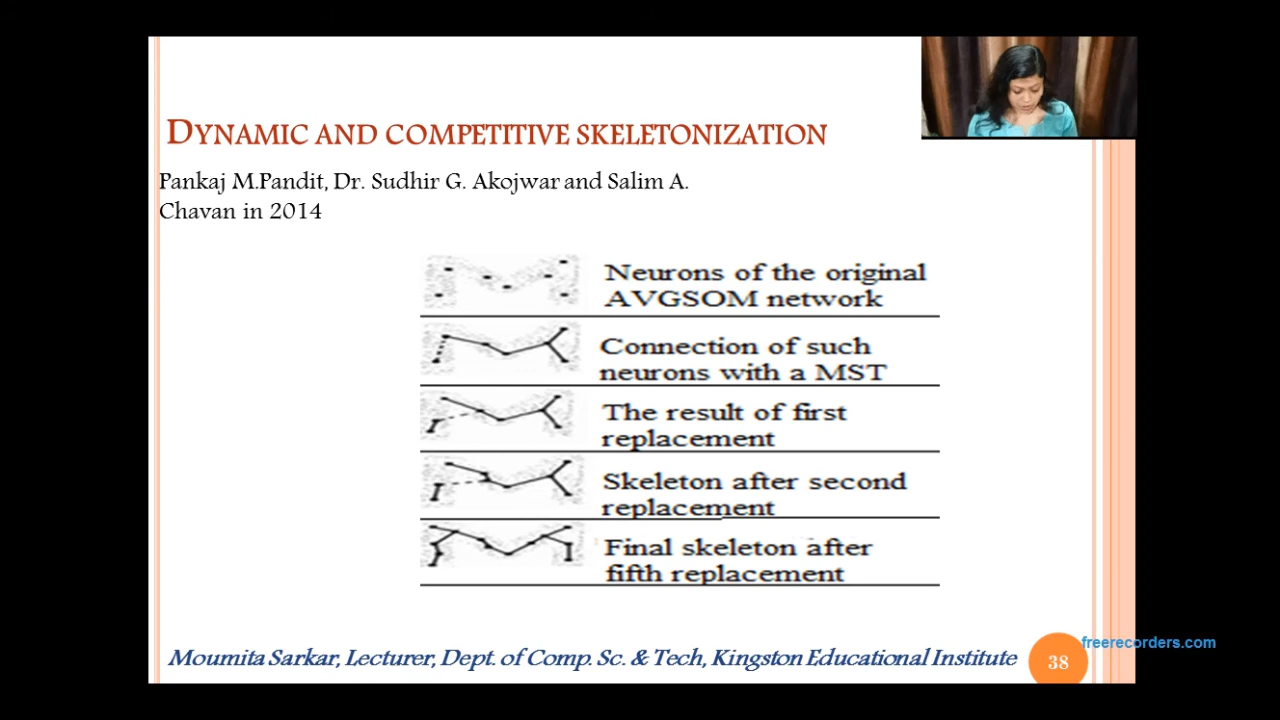 DYNAMIC AND COMPETITIVE SKELETONIZATION
Pankaj M.Pandit, Dr. Sudhir G. Akojwar and Salim A.
Chavan in 2014
Neurons of the original
AVGSOM network
Connection of such
neurons with a MST
The result of first
replacement
Skeleton after second
replacement
Final skeleton after
fifth replacement
Moumita Sarkar, Lecturer, Dept. of Comp. Sc. & Tech, Kingston Educational Institute
38
freerecorders.com